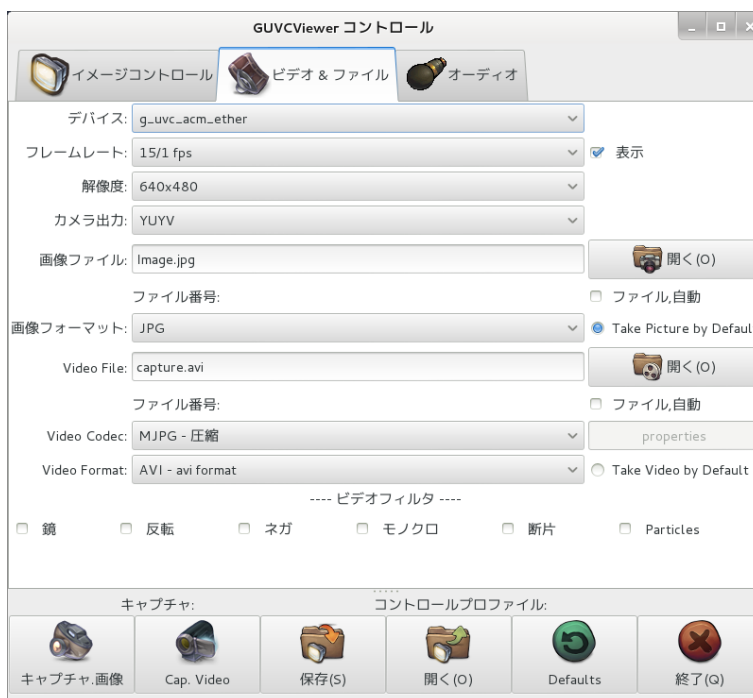 GUVCViewer コントロール
イメージコントロール ビデオ & ファイル オーディオ
デバイス: g_uvc_acm_ether
フレームレート: 15/1 fps 表示
解像度: 640x480
カメラ出力: YUYV
画像ファイル: Image.jpg 開く(O)
ファイル番号: ファイル,自動
画像フォーマット: JPG Take Picture by Defaul
Video File: capture.avi 開く(O)
ファイル番号: ファイル,自動
Video Codec: MJPG - 圧縮 properties
Video Format: AVI - avi format Take Video by Default
---- ビデオフィルタ ----
鏡 反転 ネガ モノクロ 断片 Particles
キャプチャ: コントロールプロファイル:
キャプチャ.画像 Cap. Video 保存(S) 開く(O) Defaults 終了(Q)